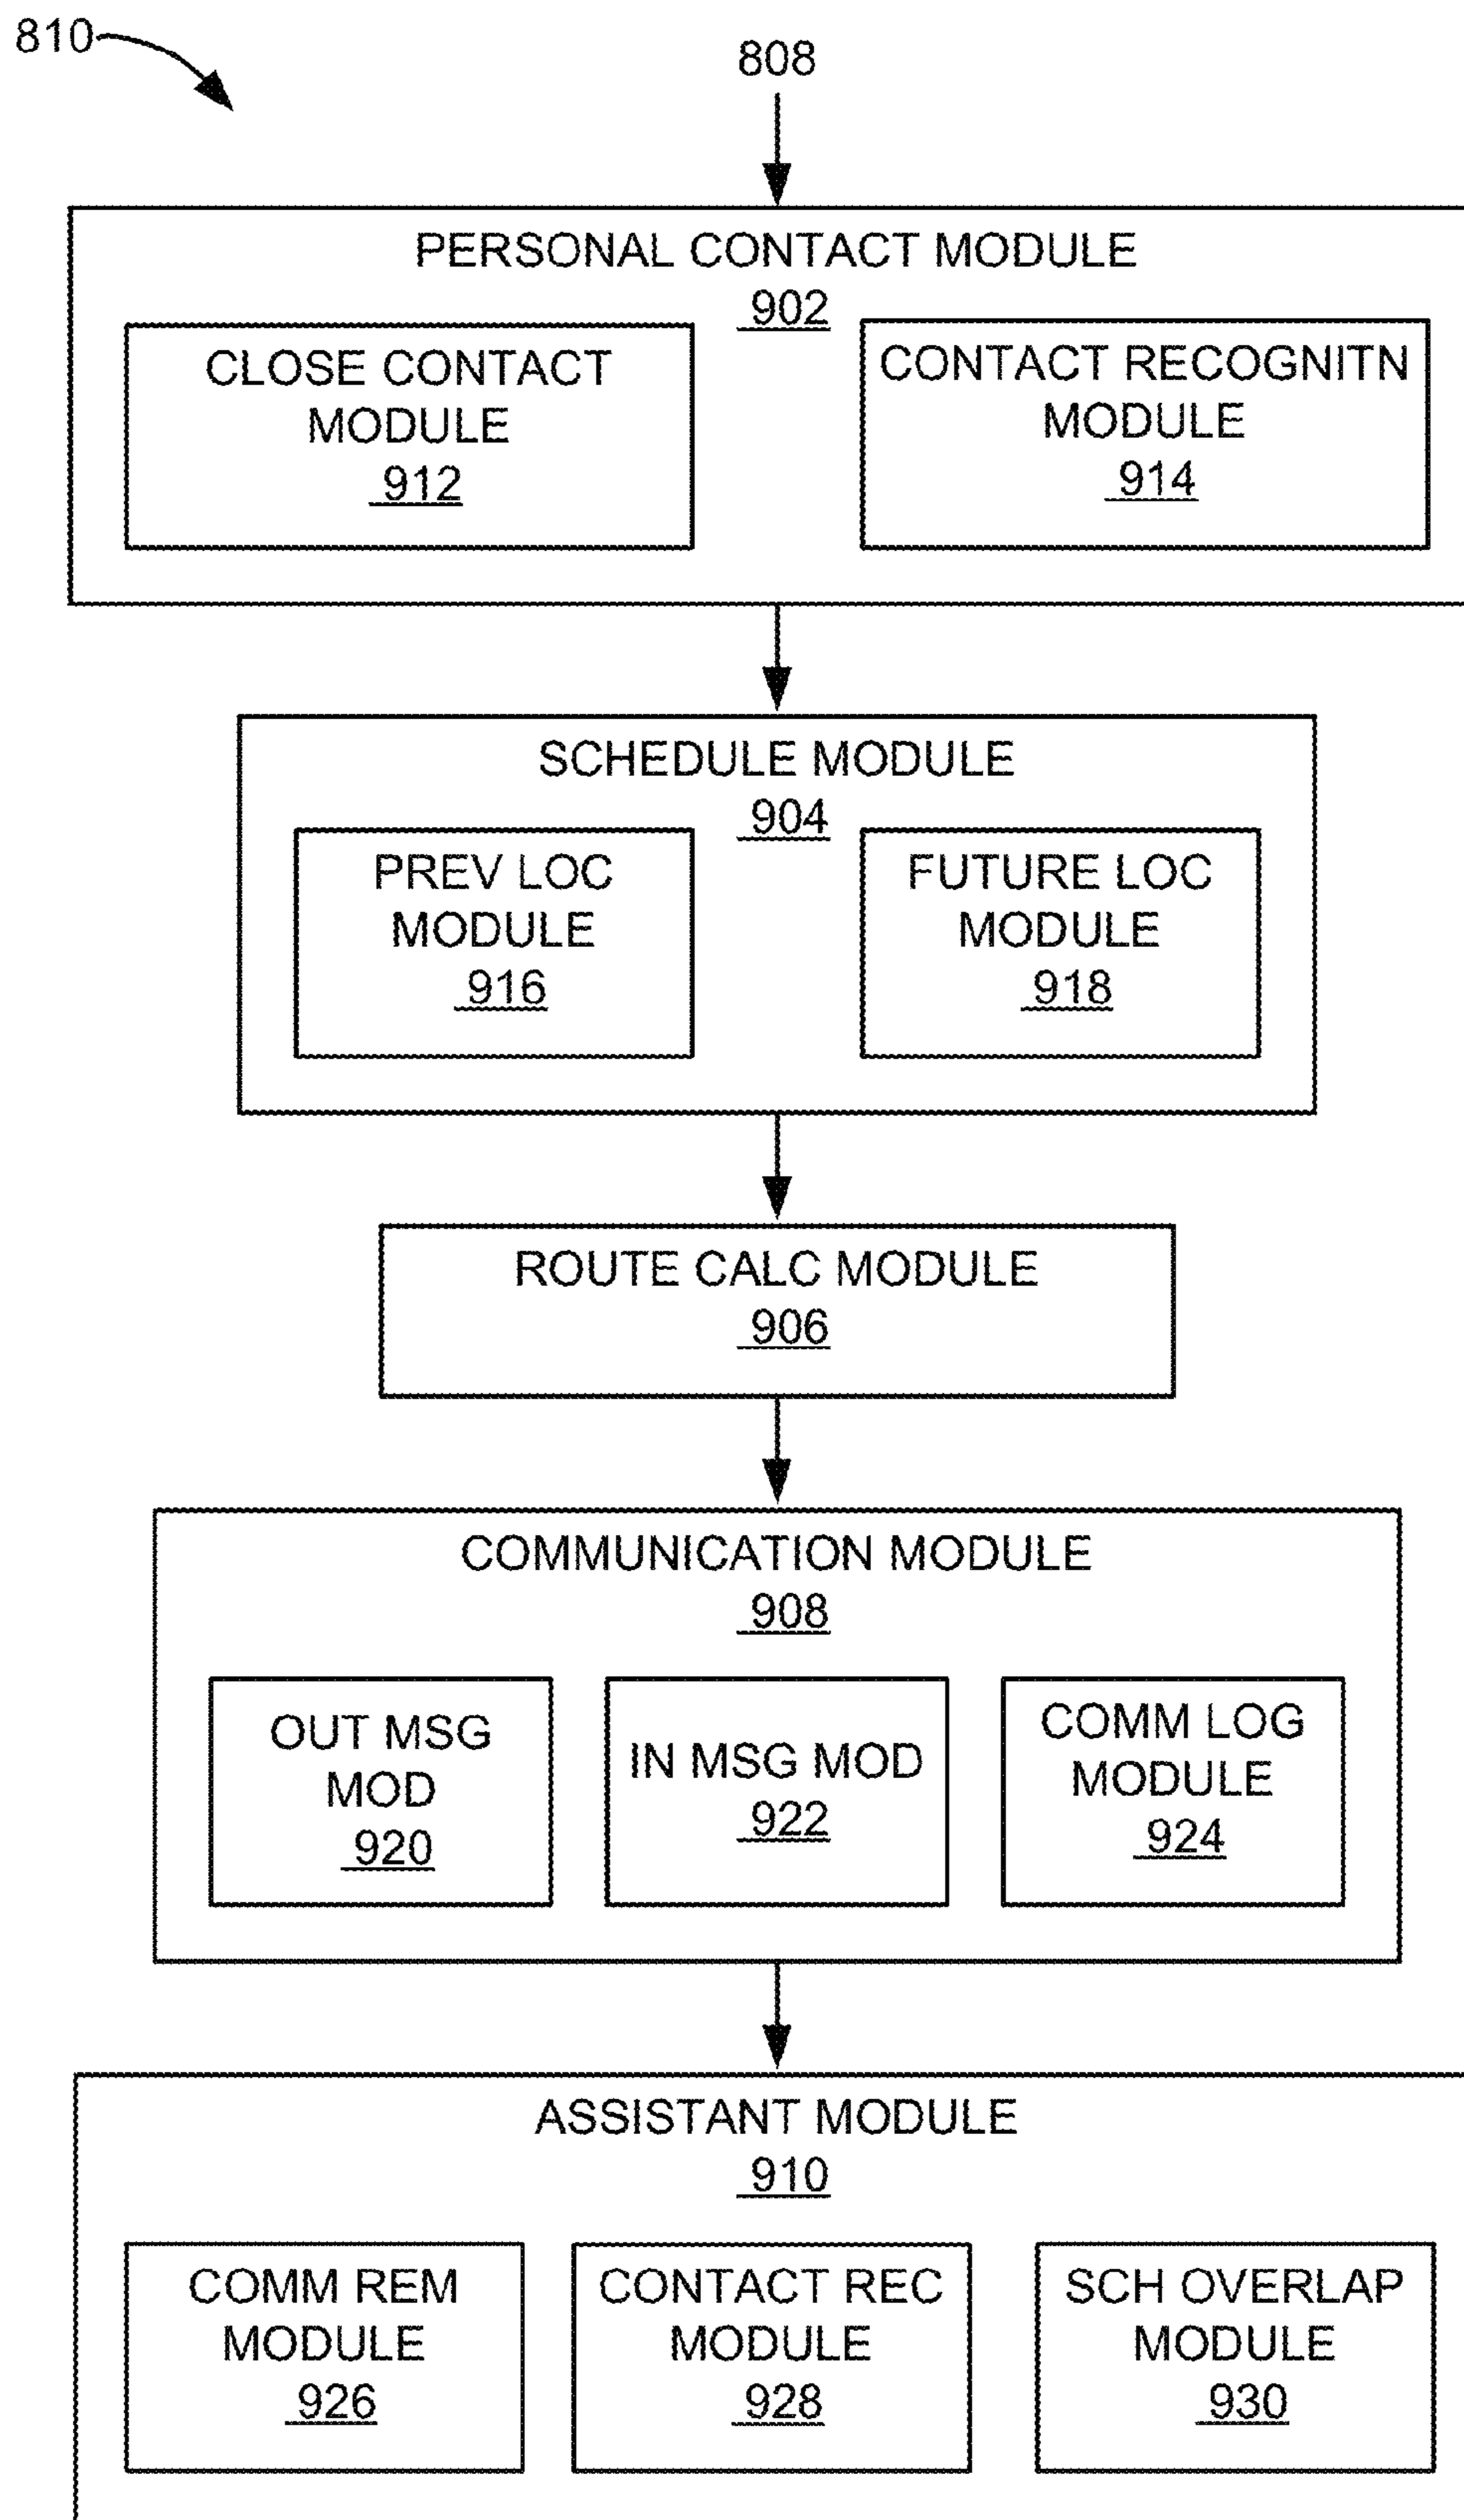 810
808
PERSONAL CONTACT MODULE
902
CLOSE CONTACT
MODULE
912
CONTACT RECOGNITN
MODULE
914
SCHEDULE MODULE
904
PREV LOC
MODULE
916
FUTURE LOC
MODULE
918
ROUTE CALC MODULE
906
COMMUNICATION MODULE
908
OUT MSG
MOD
920
IN MSG MOD
922
COMM LOG
MODULE
924
ASSISTANT MODULE
910
COMM REM
MODULE
926
CONTACT REC
MODULE
928
SCH OVERLAP
MODULE
930